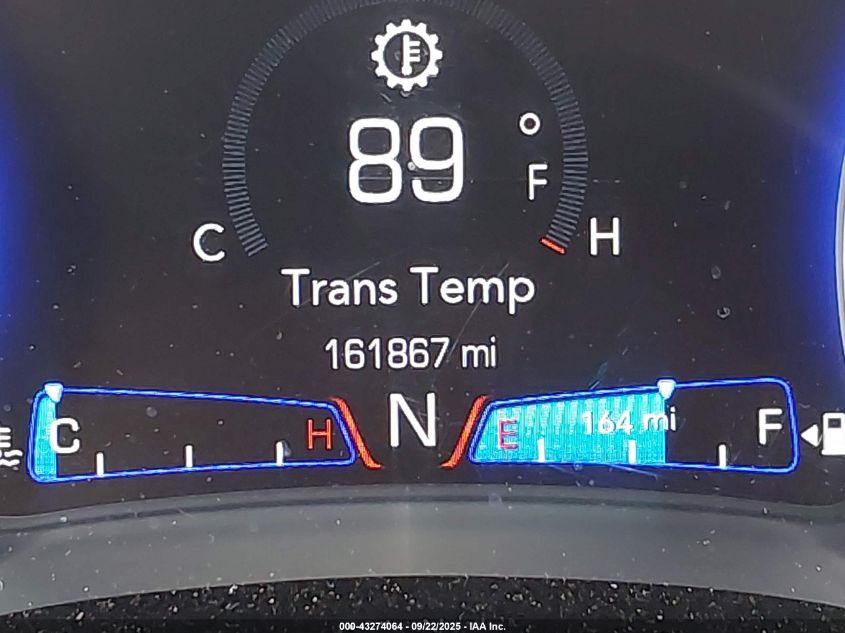 89 °F
C H
Trans Temp
161867 mi
C H N E 164 mi F
000-43274064 - 09/22/2025 - IAA Inc.